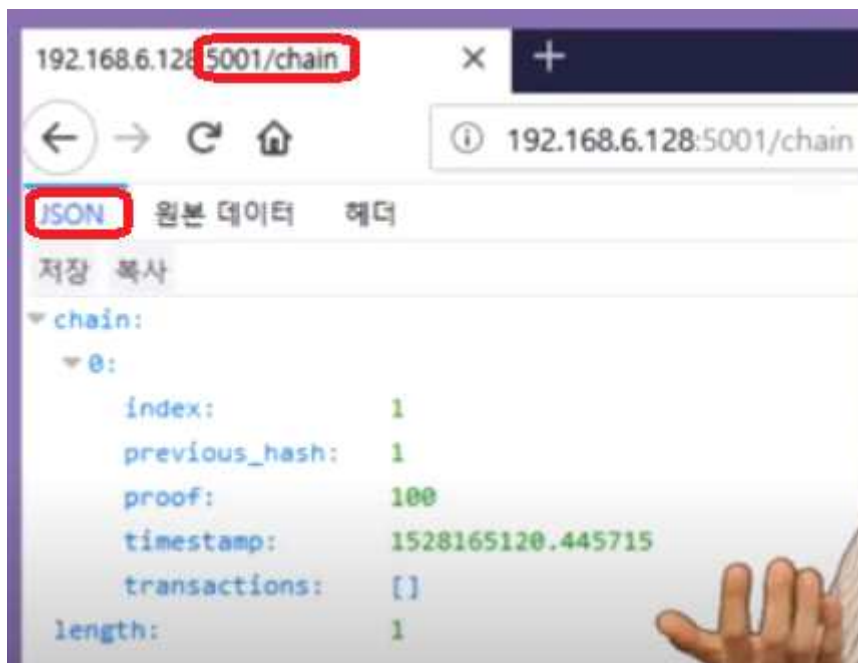 192.168.6.128:5001/chain
192.168.6.128:5001/chain
JSON 원본 데이터 헤더
저장 복사
chain:
0:
index: 1
previous_hash: 1
proof: 100
timestamp: 1528165120.445715
transactions: []
length: 1